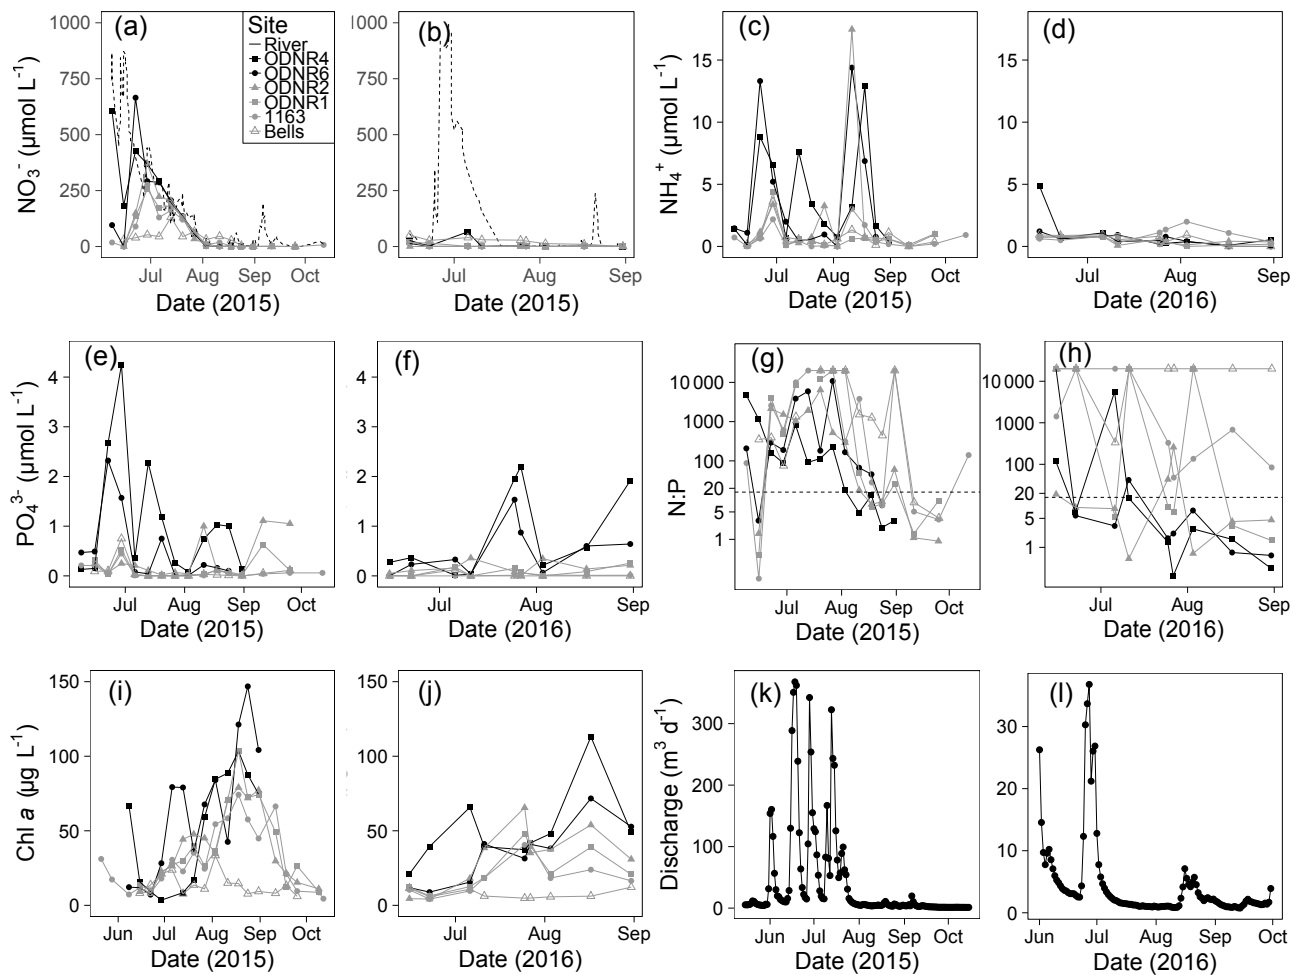 (a)
Site
River
ODNR4
ODNR6
ODNR2
ODNR1
1163
Bells
NO₃⁻ (µmol L⁻¹)
1000
750
500
250
0
Jul Aug Sep Oct
Date (2015)
(b)
1000
750
500
250
0
Jul Aug Sep
Date (2015)
(c)
NH₄⁺ (µmol L⁻¹)
15
10
5
0
Jul Aug Sep Oct
Date (2015)
(d)
15
10
5
0
Jul Aug Sep
Date (2016)
(e)
PO₄³⁻ (µmol L⁻¹)
4
3
2
1
0
Jul Aug Sep Oct
Date (2015)
(f)
4
3
2
1
0
Jul Aug Sep
Date (2016)
(g)
N:P
10 000
1000
100
20
5
1
Jul Aug Sep Oct
Date (2015)
(h)
10 000
1000
100
20
5
1
Jul Aug Sep
Date (2016)
(i)
Chl a (µg L⁻¹)
150
100
50
0
Jun Jul Aug Sep Oct
Date (2015)
(j)
150
100
50
0
Jul Aug Sep
Date (2016)
(k)
Discharge (m³ d⁻¹)
300
200
100
0
Jun Jul Aug Sep Oct
Date (2015)
(l)
30
20
10
0
Jun Jul Aug Sep Oct
Date (2016)